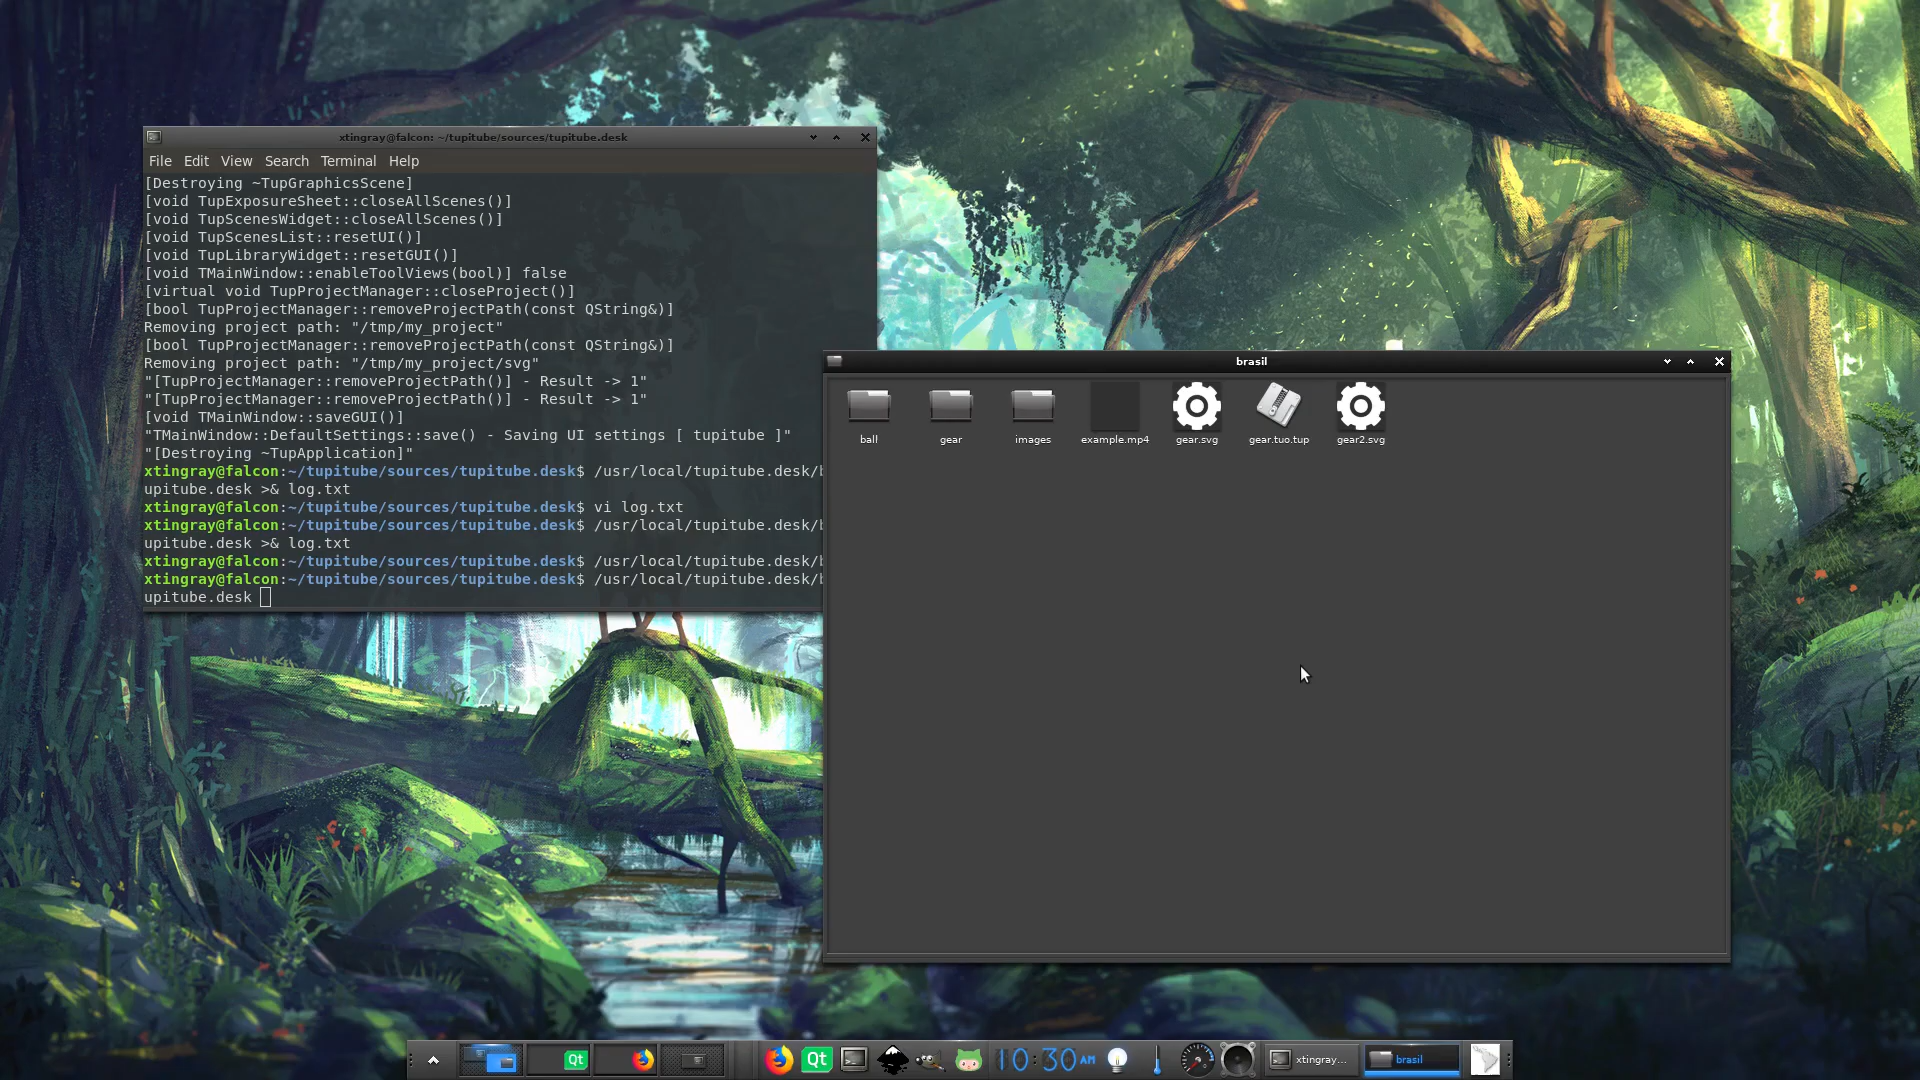 xtingray@falcon: ~/tupitube/sources/tupitube.desk
File Edit View Search Terminal Help
[Destroying ~TupGraphicsScene]
[void TupExposureSheet::closeAllScenes()]
[void TupScenesWidget::closeAllScenes()]
[void TupScenesList::resetUI()]
[void TupLibraryWidget::resetGUI()]
[void TMainWindow::enableToolViews(bool)] false
[virtual void TupProjectManager::closeProject()]
[bool TupProjectManager::removeProjectPath(const QString&)]
Removing project path: "/tmp/my_project"
[bool TupProjectManager::removeProjectPath(const QString&)]
Removing project path: "/tmp/my_project/svg"
"[TupProjectManager::removeProjectPath()] - Result -> 1"
"[TupProjectManager::removeProjectPath()] - Result -> 1"
[void TMainWindow::saveGUI()]
"TMainWindow::DefaultSettings::save() - Saving UI settings [ tupitube ]"
"[Destroying ~TupApplication]"
xtingray@falcon:~/tupitube/sources/tupitube.desk$ /usr/local/tupitube.desk/b
upitube.desk >& log.txt
xtingray@falcon:~/tupitube/sources/tupitube.desk$ vi log.txt
xtingray@falcon:~/tupitube/sources/tupitube.desk$ /usr/local/tupitube.desk/b
upitube.desk >& log.txt
xtingray@falcon:~/tupitube/sources/tupitube.desk$ /usr/local/tupitube.desk/b
xtingray@falcon:~/tupitube/sources/tupitube.desk$ /usr/local/tupitube.desk/b
upitube.desk
brasil
ball gear images example.mp4 gear.svg gear.tuo.tup gear2.svg
Qt Qt 10:30 AM xtingray... brasil